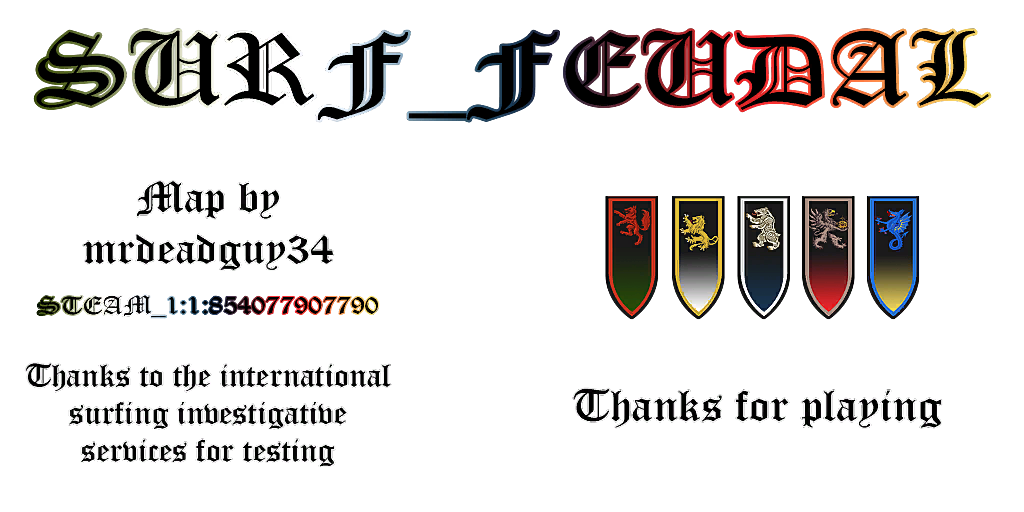 SURF_FEUDAL
Map by
mrdeadguy34
STEAM_1:1:854077907790
Thanks to the international
surfing investigative
services for testing
Thanks for playing